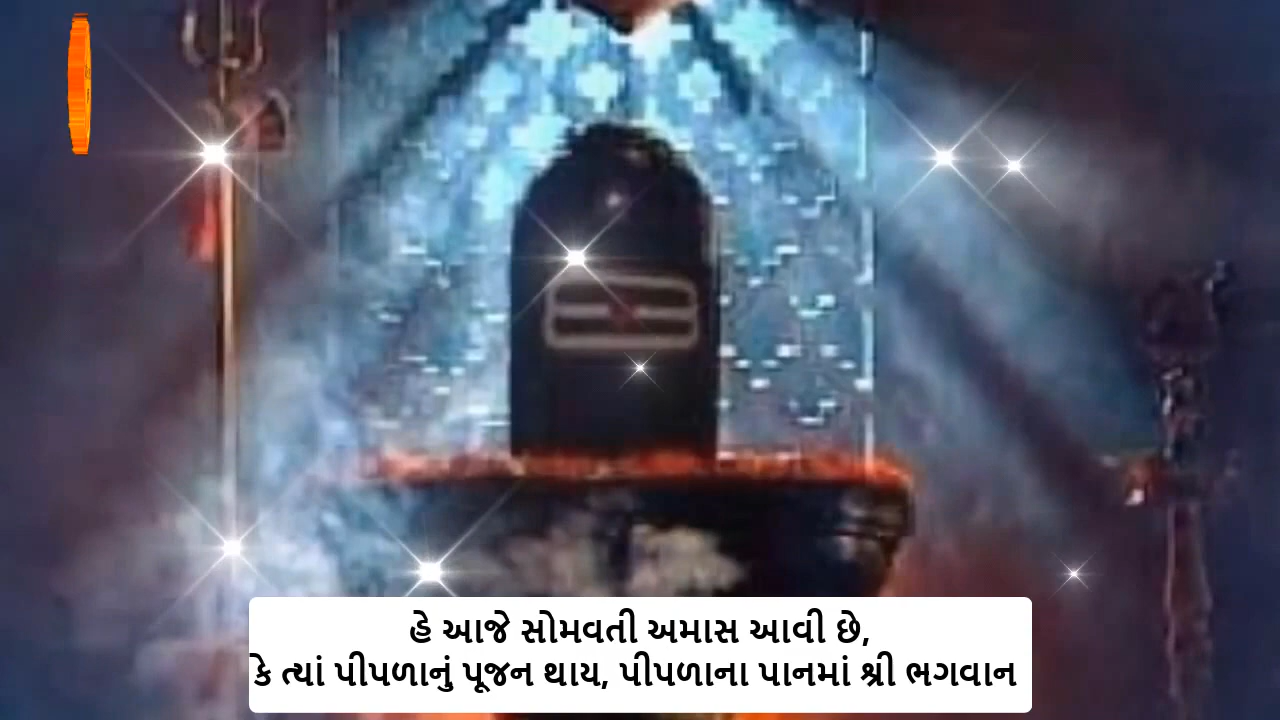 હે આજે સોમવતી અમાસ આવી છે,
કે ત્યાં પીપળાનું પૂજન થાય, પીપળાના પાનમાં શ્રી ભગવાન